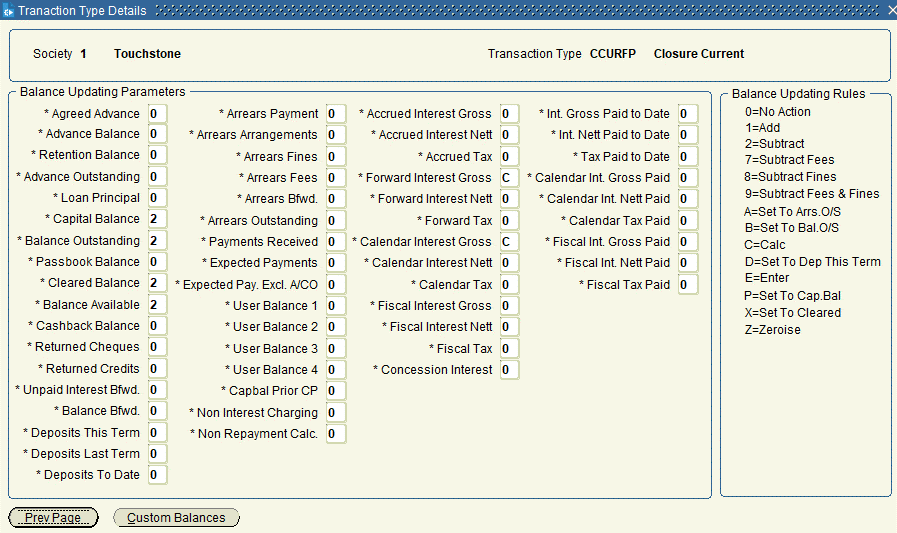 Tranaction Type Details
Society 1 Touchstone Transaction Type CCURFP Closure Current
Balance Updating Parameters
* Agreed Advance 0
* Advance Balance 0
* Retention Balance 0
* Advance Outstanding 0
* Loan Principal 0
* Capital Balance 2
* Balance Outstanding 2
* Passbook Balance 0
* Cleared Balance 2
* Balance Available 2
* Cashback Balance 0
* Returned Cheques 0
* Returned Credits 0
* Unpaid Interest Bfwd. 0
* Balance Bfwd. 0
* Deposits This Term 0
* Deposits Last Term 0
* Deposits To Date 0
* Arrears Payment 0
* Arrears Arrangements 0
* Arrears Fines 0
* Arrears Fees 0
* Arrears Bfwd. 0
* Arrears Outstanding 0
* Payments Received 0
* Expected Payments 0
* Expected Pay. Excl. A/CO 0
* User Balance 1 0
* User Balance 2 0
* User Balance 3 0
* User Balance 4 0
* Capbal Prior CP 0
* Non Interest Charging 0
* Non Repayment Calc. 0
* Accrued Interest Gross 0
* Accrued Interest Nett 0
* Accrued Tax 0
* Forward Interest Gross C
* Forward Interest Nett 0
* Forward Tax 0
* Calendar Interest Gross C
* Calendar Interest Nett 0
* Calendar Tax 0
* Fiscal Interest Gross 0
* Fiscal Interest Nett 0
* Fiscal Tax 0
* Concession Interest 0
* Int. Gross Paid to Date 0
* Int. Nett Paid to Date 0
* Tax Paid to Date 0
* Calendar Int. Gross Paid 0
* Calendar Int. Nett Paid 0
* Calendar Tax Paid 0
* Fiscal Int. Gross Paid 0
* Fiscal Int. Nett Paid 0
* Fiscal Tax Paid 0
Balance Updating Rules
0=No Action
1=Add
2=Subtract
7=Subtract Fees
8=Subtract Fines
9=Subtract Fees & Fines
A=Set To Arrs.O/S
B=Set To Bal.O/S
C=Calc
D=Set To Dep This Term
E=Enter
P=Set To Cap.Bal
X=Set To Cleared
Z=Zeroise
Prev Page
Custom Balances